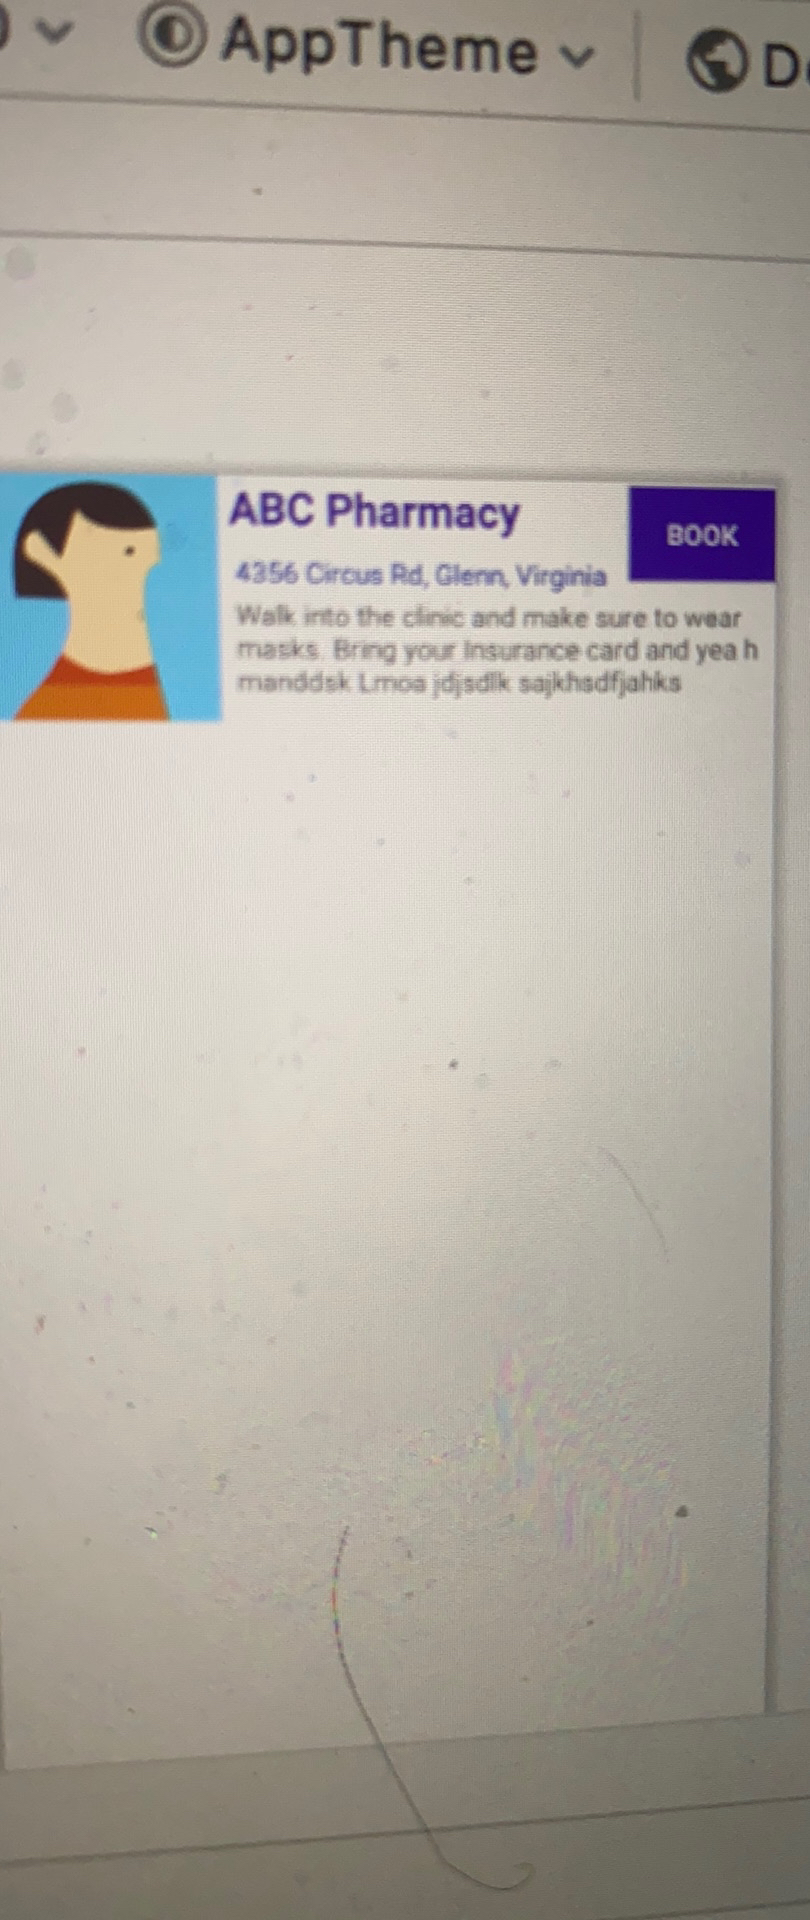 AppTheme
ABC Pharmacy
BOOK
4356 Circus Rd, Glenn, Virginia
Walk into the clinic and make sure to wear
masks. Bring your Insurance card and yea h
manddsk Lmoa jdjsdlk sajkhsdfjahks